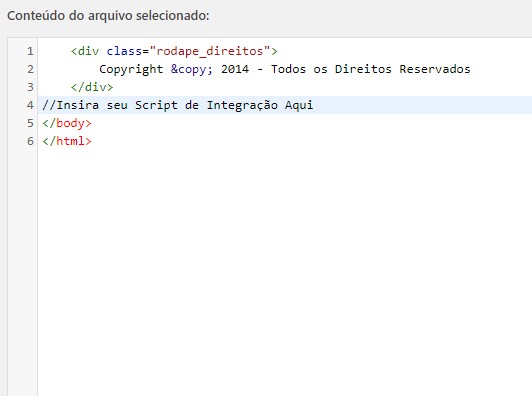 Conteúdo do arquivo selecionado:
1 <div class="rodape_direitos">
2 Copyright &copy; 2014 - Todos os Direitos Reservados
3 </div>
4 //Insira seu Script de Integração Aqui
5 </body>
6 </html>